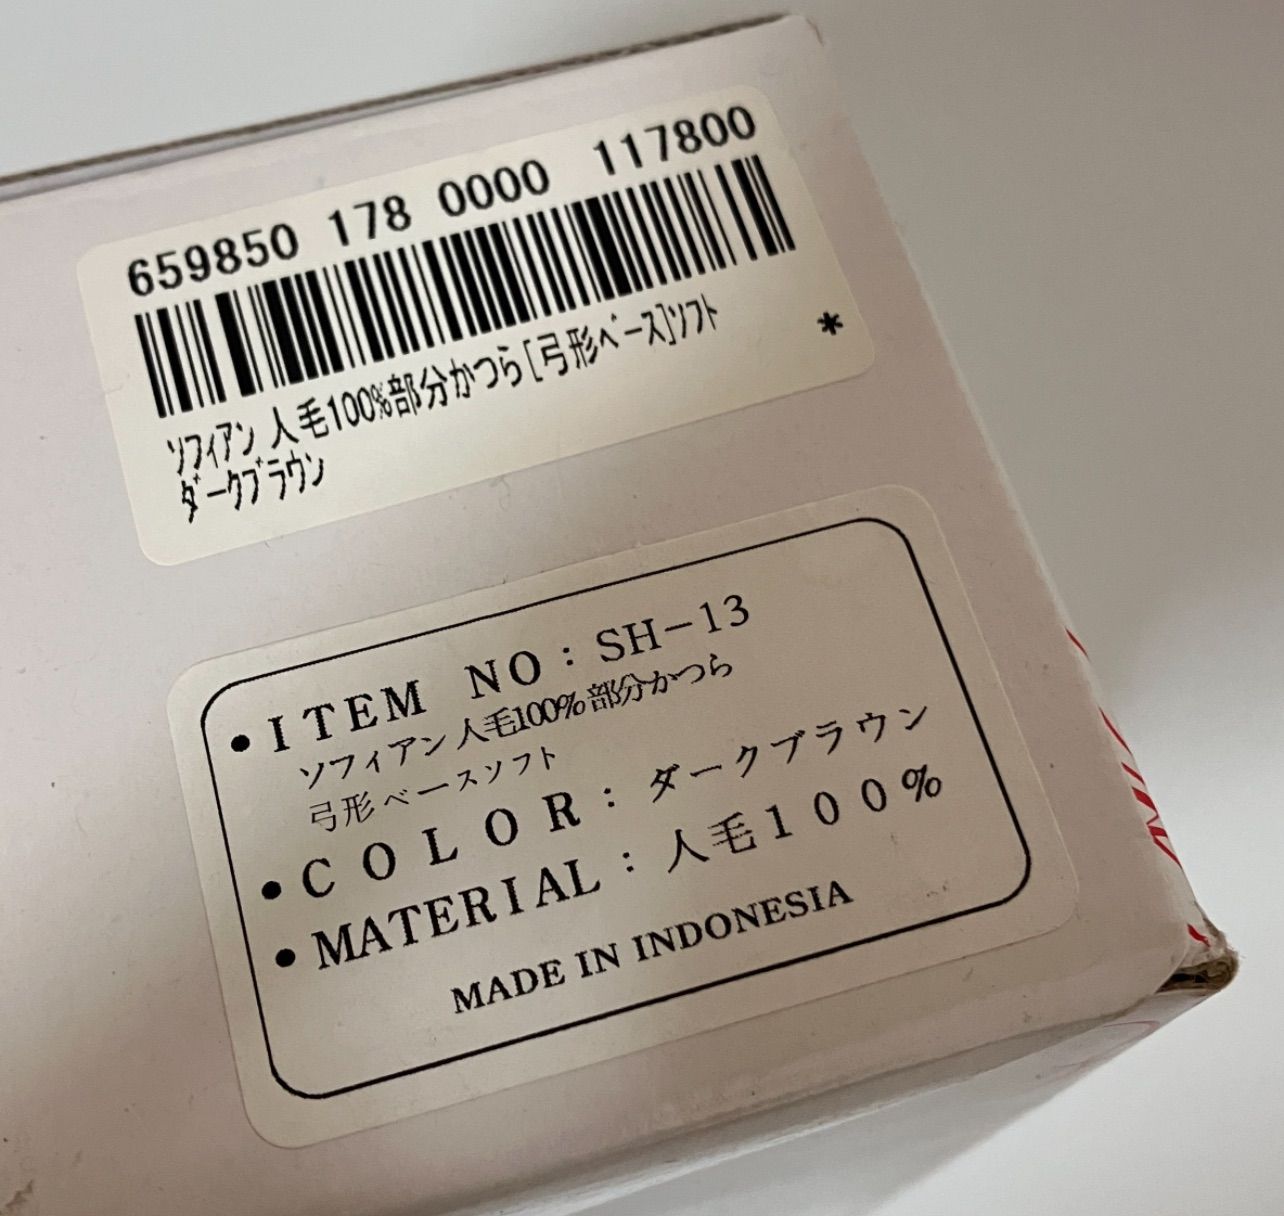 659850 178 0000 117800
ソフィアン 人毛100%部分かつら[弓形ベース]ソフト *
ダークブラウン
• ITEM NO : SH-13
ソフィアン人毛100%部分かつら
弓形ベースソフト
• COLOR : ダークブラウン
• MATERIAL : 人毛１００%
MADE IN INDONESIA